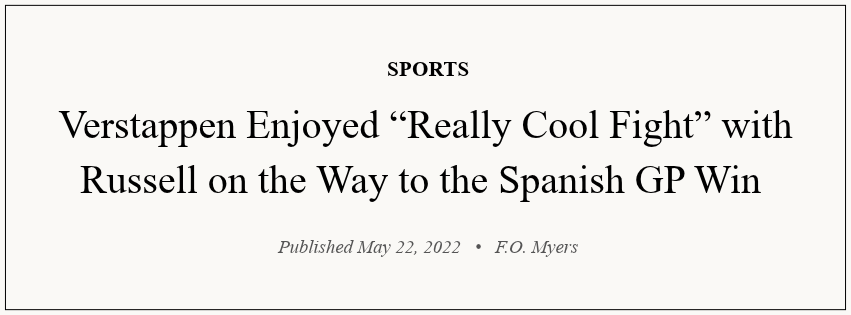 SPORTS
Verstappen Enjoyed “Really Cool Fight” with
Russell on the Way to the Spanish GP Win
Published May 22, 2022 • F.O. Myers